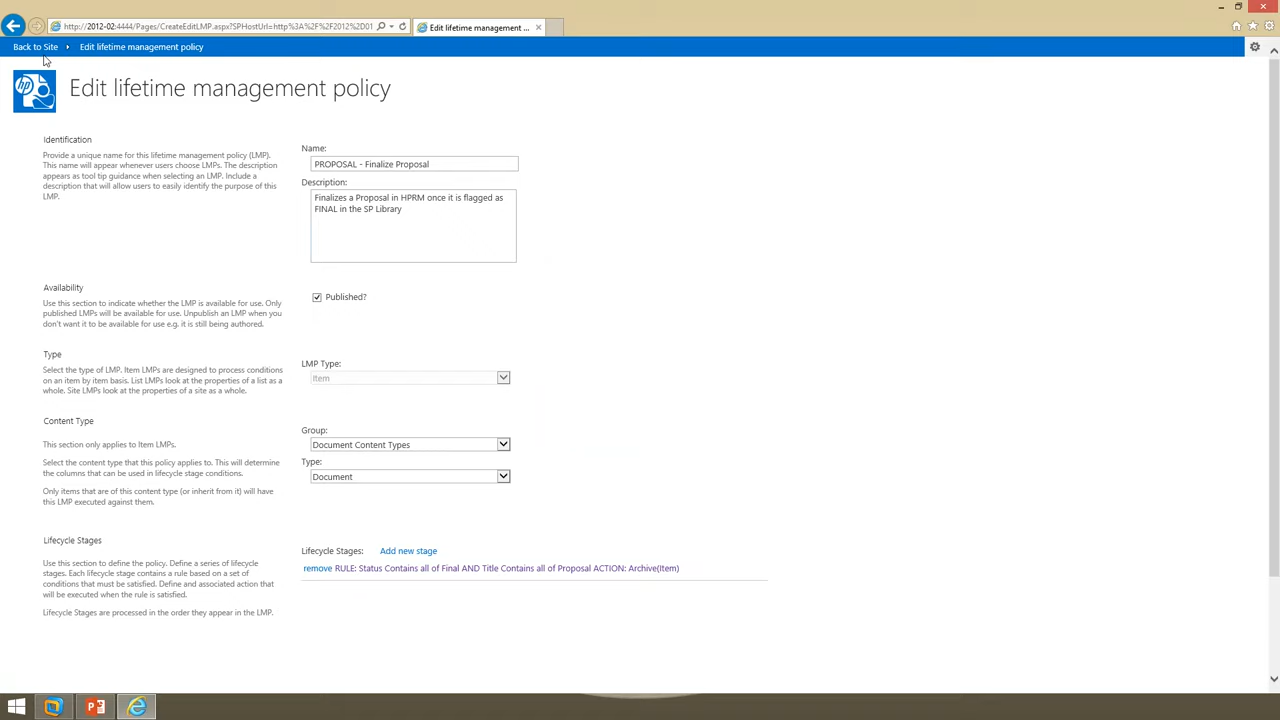 http://2012-02:4444/Pages/CreateEditLMP.aspx?SPHostUrl=http%3A%2F%2F2012%2D01
Edit lifetime management ...
Back to Site
Edit lifetime management policy
hp
Edit lifetime management policy
Identification
Provide a unique name for this lifetime management policy (LMP).
This name will appear whenever users choose LMPs. The description
appears as tool tip guidance when selecting an LMP. Include a
description that will allow users to easily identify the purpose of this
LMP.
Name:
PROPOSAL - Finalize Proposal
Description:
Finalizes a Proposal in HPRM once it is flagged as
FINAL in the SP Library
Availability
Use this section to indicate whether the LMP is available for use. Only
published LMPs will be available for use. Unpublish an LMP when you
don't want it to be available for use e.g. it is still being authored.
Published?
Type
Select the type of LMP. Item LMPs are designed to process conditions
on an item by item basis. List LMPs look at the properties of a list as a
whole. Site LMPs look at the properties of a site as a whole.
LMP Type:
Item
Content Type
This section only applies to Item LMPs.
Select the content type that this policy applies to. This will determine
the columns that can be used in lifecycle stage conditions.
Only items that are of this content type (or inherit from it) will have
this LMP executed against them.
Group:
Document Content Types
Type:
Document
Lifecycle Stages
Use this section to define the policy. Define a series of lifecycle
stages. Each lifecycle stage contains a rule based on a set of
conditions that must be satisfied. Define and associated action that
will be executed when the rule is satisfied.
Lifecycle Stages are processed in the order they appear in the LMP.
Lifecycle Stages: Add new stage
remove RULE: Status Contains all of Final AND Title Contains all of Proposal ACTION: Archive(Item)